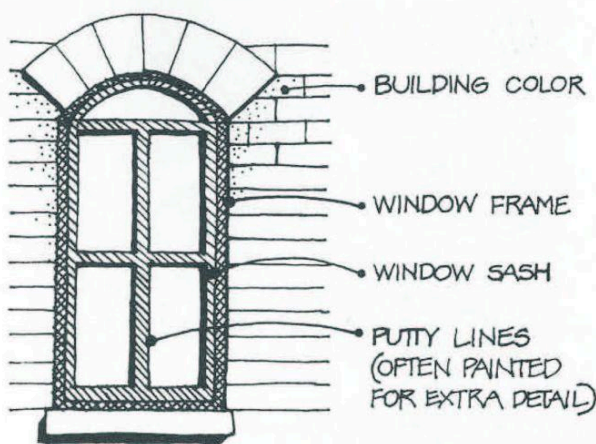 BUILDING COLOR
WINDOW FRAME
WINDOW SASH
PUTTY LINES
(OFTEN PAINTED
FOR EXTRA DETAIL)